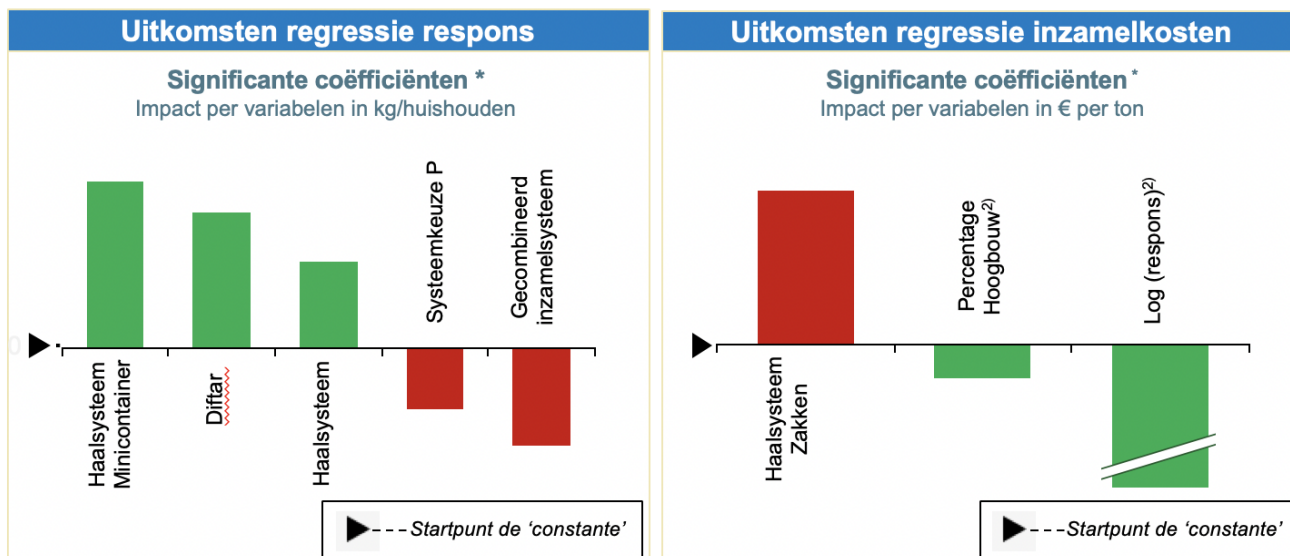 Uitkomsten regressie respons
Significante coëfficiënten *
Impact per variabelen in kg/huishouden
0
Haalsysteem
Minicontainer
Diftar
Haalsysteem
Systeemkeuze P
Gecombineerd
inzamelsysteem
Startpunt de ‘constante’
Uitkomsten regressie inzamelkosten
Significante coëfficiënten *
Impact per variabelen in € per ton
Haalsysteem
Zakken
Percentage
Hoogbouw2)
Log (respons)2)
Startpunt de ‘constante’